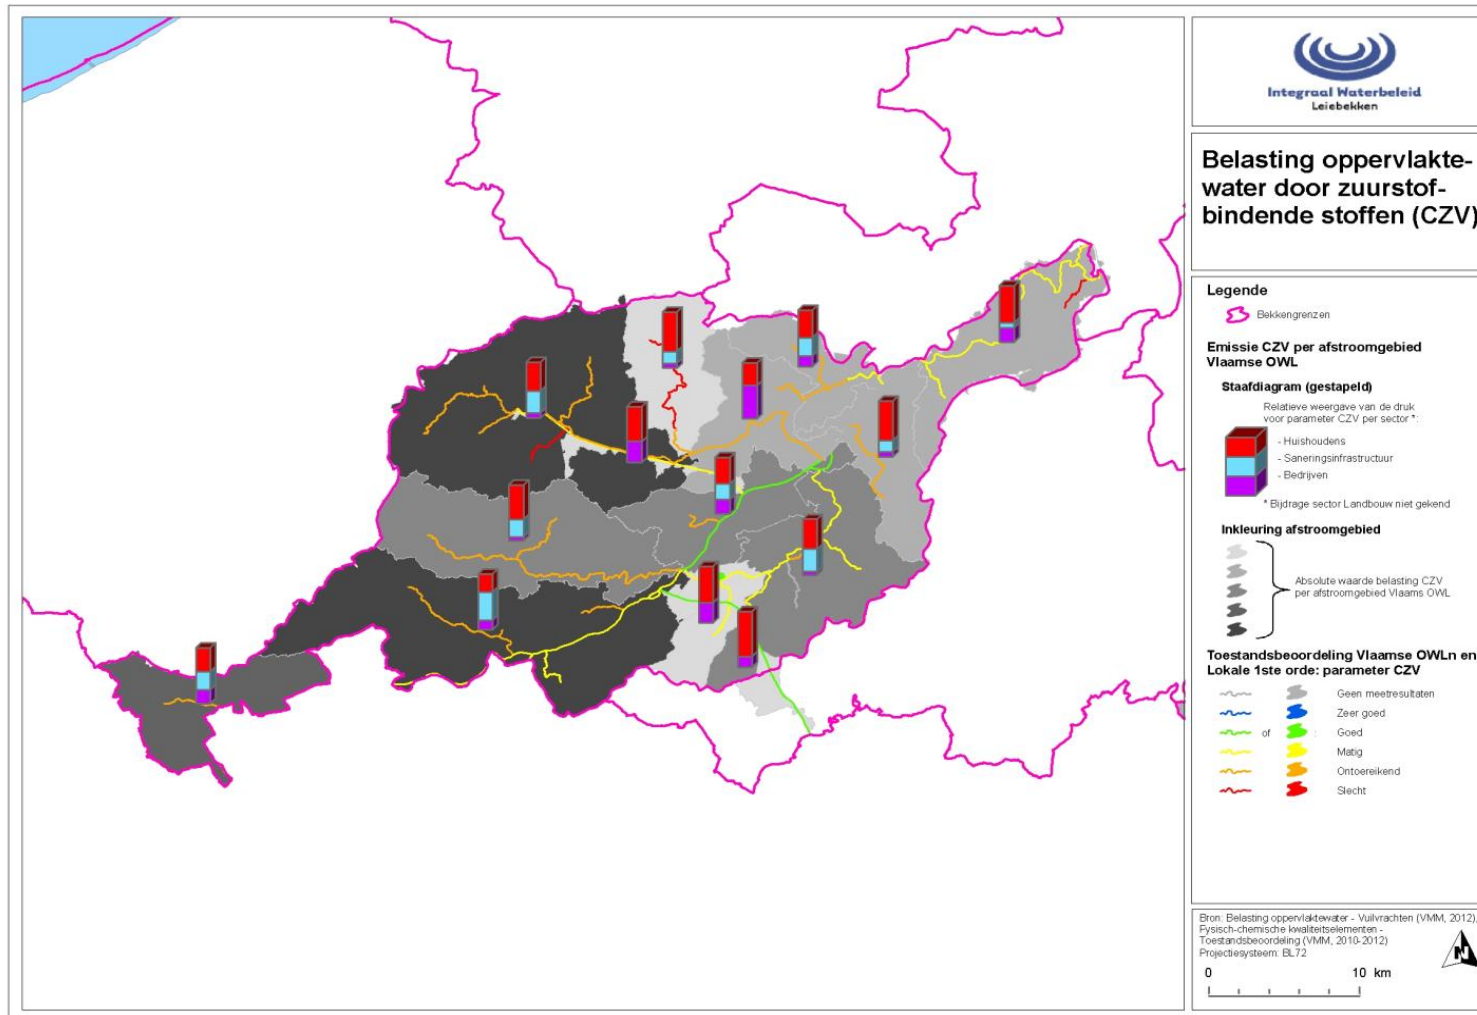 Integraal Waterbeleid
Leiebekken
Belasting oppervlakte-
water door zuurstof-
bindende stoffen (CZV)
Legende
Bekkengrenzen
Emissie CZV per afstroomgebied
Vlaamse OWL
Staafdiagram (gestapeld)
Relatieve weergave van de druk
voor parameter CZV per sector *:
- Huishoudens
- Saneringsinfrastructuur
- Bedrijven
* Bijdrage sector Landbouw niet gekend
Inkleuring afstroomgebied
Absolute waarde belasting CZV
per afstroomgebied Vlaams OWL
Toestandsbeoordeling Vlaamse OWLn en
Lokale 1ste orde: parameter CZV
Geen meetresultaten
Zeer goed
of : Goed
Matig
Ontoereikend
Slecht
Bron: Belasting oppervlaktewater - Vuilvrachten (VMM, 2012),
Fysisch-chemische kwaliteitselementen -
Toestandsbeoordeling (VMM, 2010-2012)
Projectiesysteem: BL72
N
0 10 km